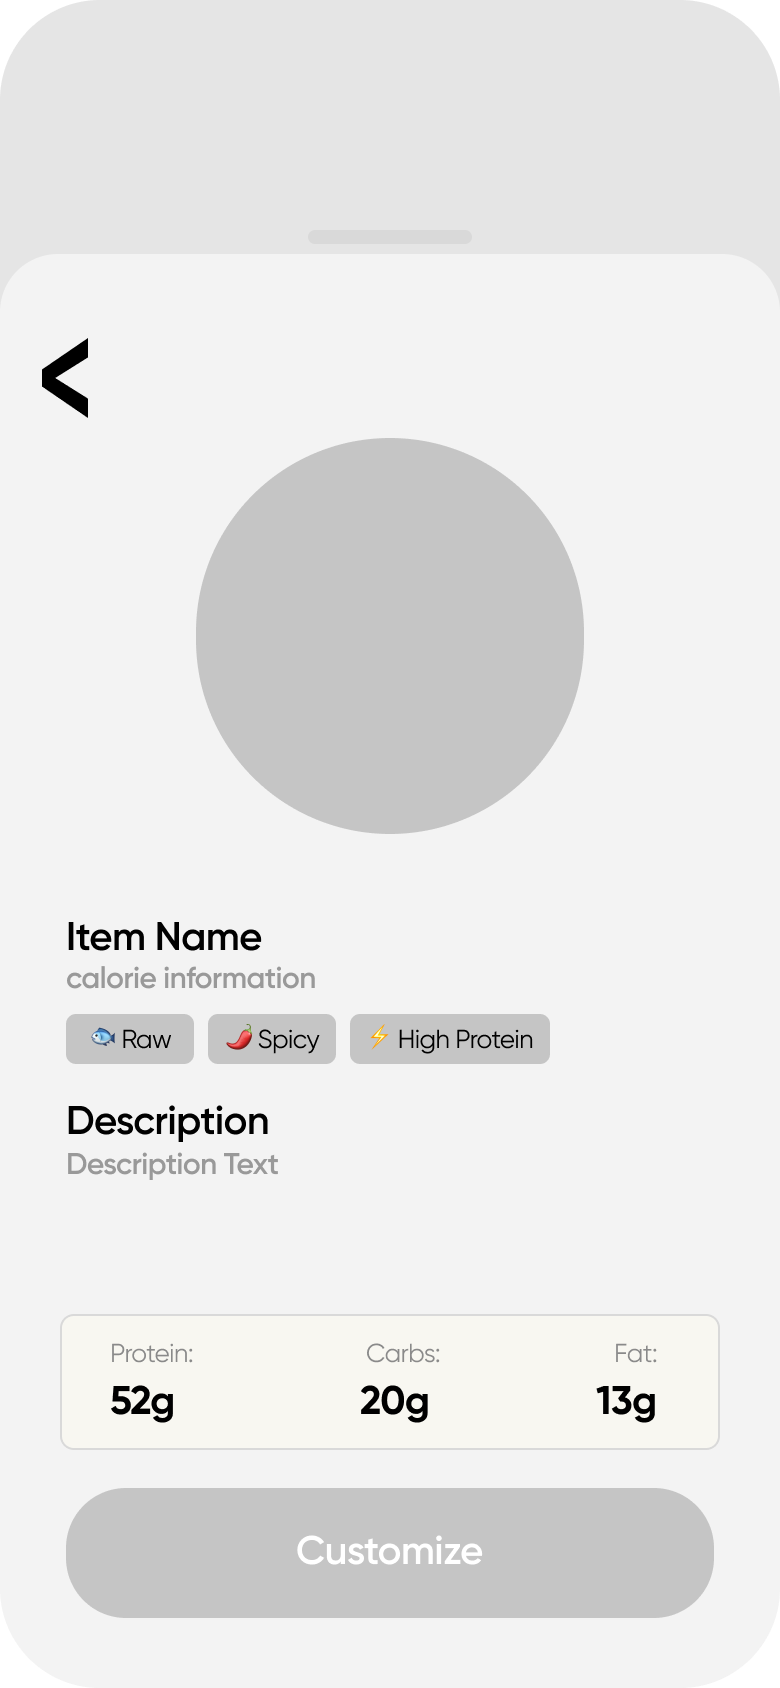 Item Name
calorie information
🐟 Raw 🌶️ Spicy ⚡ High Protein
Description
Description Text
Protein: Carbs: Fat:
52g 20g 13g
Customize